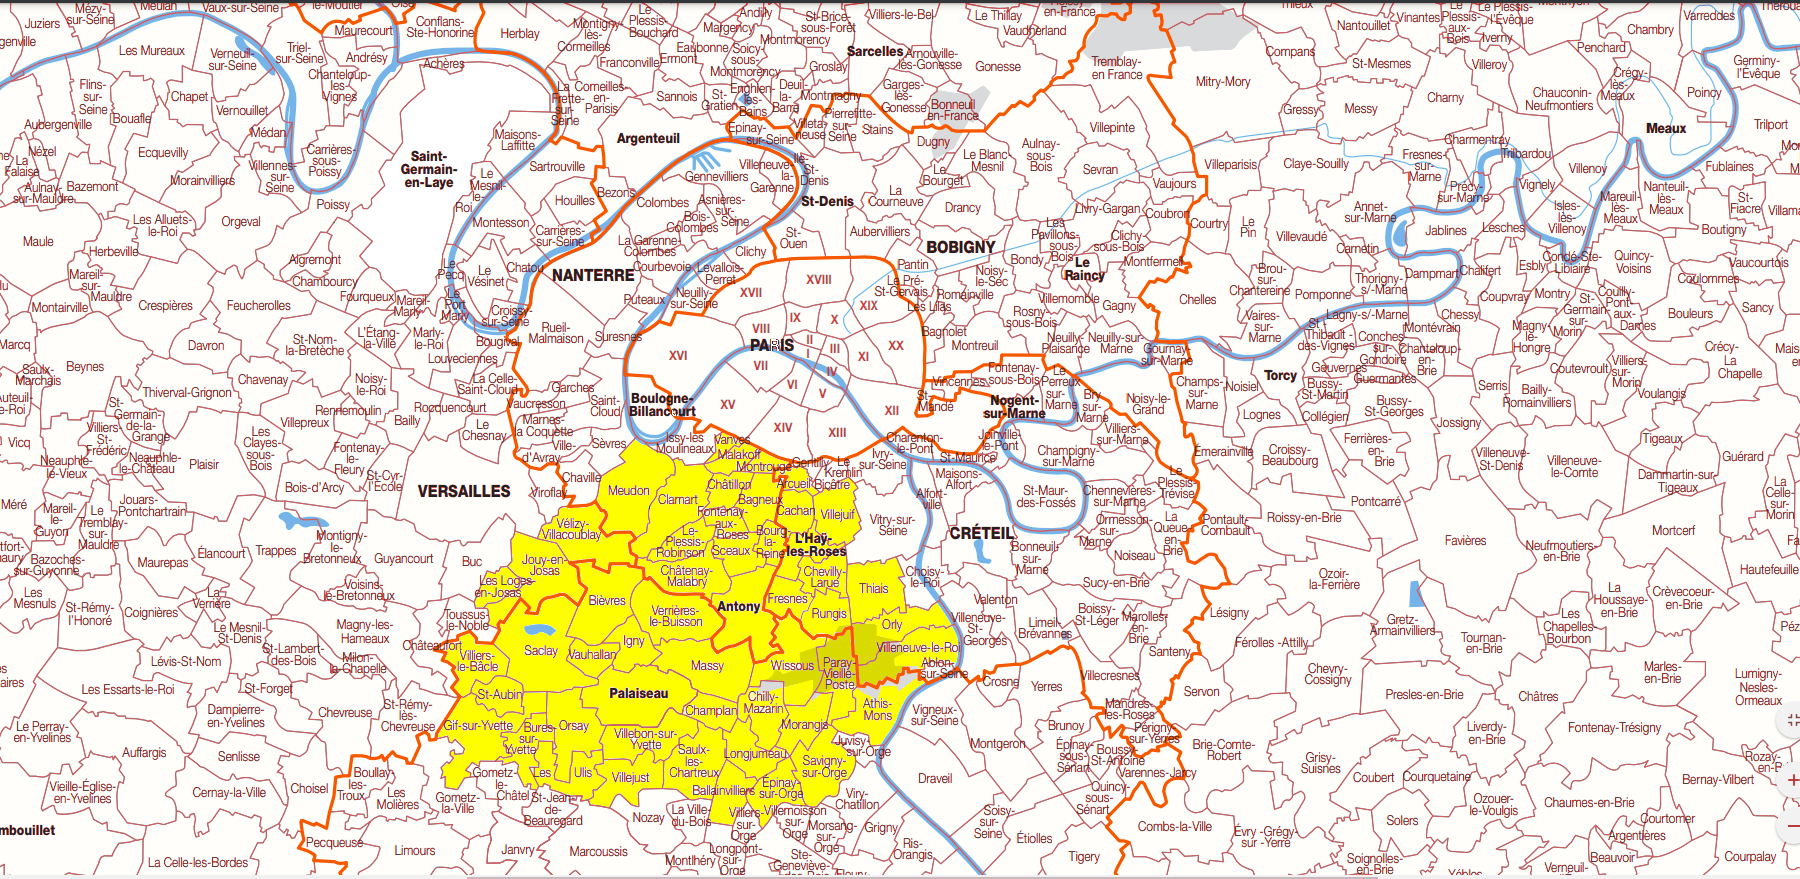 Juziers
Mézy-
sur-Seine
Meulan
Vaux-sur-Seine
le-Moutier
Maurecourt
Conflans-
Ste-Honorine
Herblay
Montigny-
lès-
Cormeilles
Le
Plessis-
Bouchard
Andilly
Margency
Montmorency
St-Brice-
sous-Forêt
Villiers-le-Bel
Le Thillay
Vaudherland
en-France
Nantouillet
Vinantes
Le
Plessis-
aux-
Bois
Le Plessis-
l'Évêque
Iverny
Penchard
Chambry
Varreddes
Germiny-
l'Évêque
Les Mureaux
Verneuil-
sur-Seine
Triel-
sur-Seine
Andrésy
Achères
Chanteloup-
les-
Vignes
Franconville
Eaubonne
Ermont
Soicy-
sous-
Montmorency
Groslay
Sarcelles
Arnouville-
lès-Gonesse
Gonesse
Tremblay-
en France
Compans
St-Mesmes
Villeroy
Mitry-Mory
Charny
Messy
Gressy
Chauconin-
Neufmontiers
Crégy-
lès-
Meaux
Poincy
Meaux
Trilport
Flins-
sur-
Seine
Chapet
Bouafle
Vernouillet
Aubergenville
Médan
La
Frette-
sur-
Seine
Cormeilles-
en-
Parisis
Sannois
St-
Gratien
Enghien-
les-
Bains
Deuil-
la-
Barre
Montmagny
Villeta-
neuse
Pierrefitte-
sur-
Seine
Stains
Garges-
lès-
Gonesse
Bonneuil
en-France
Dugny
Villepinte
Nézel
La
Falaise
Aulnay-
sur-Mauldre
Bazemont
Ecquevilly
Morainvilliers
Villennes-
sur-
Seine
Carrières-
sous-
Poissy
Poissy
Saint-
Germain-
en-Laye
Maisons-
Laffitte
Le
Mesnil-
le-
Roi
Sartrouville
Argenteuil
Epinay-
sur-Seine
Villeneuve-
la-
Garenne
Gennevilliers
St-
Denis
St-Denis
La
Courneuve
Le
Bourget
Le Blanc
Mesnil
Aulnay-
sous-
Bois
Sevran
Villeparisis
Vaujours
Claye-Souilly
Fresnes-
sur-
Marne
Charmentray
Trilbardou
Précy-
sur-Marne
Vignely
Villenoy
Fublaines
Mareuil-
lès-
Meaux
Nanteuil-
lès-
Meaux
St-
Fiacre
Boutigny
Les Alluets-
le-Roi
Orgeval
Maule
Herbeville
Mareil-
sur-
Mauldre
Montainville
Crespières
Aigremont
Chambourcy
Feucherolles
Fourqueux
Mareil-
Marly
Le
Pecq
Le
Port
Marly
Le
Vésinet
Montesson
Houilles
Bezons
Carrières-
sur-Seine
Chatou
Croissy-
sur-Seine
NANTERRE
Colombes
Bois-
Colombes
Asnières-
sur-
Seine
La Garenne-
Colombes
Courbevoie
Levallois-
Perret
Clichy
Puteaux
Neuilly-
sur-Seine
St-
Ouen
Aubervilliers
Drancy
BOBIGNY
Livry-Gargan
Coubron
Courtry
Le
Pin
Villevaudé
Annet-
sur-Marne
Carnetin
Jablines
Lesches
Isles-
lès-
Villenoy
Les
Pavillons-
sous-
Bois
Clichy-
sous-Bois
Montfermeil
Bondy
Le
Raincy
Noisy-
le-Sec
Pantin
Le Pré-
St-Gervais
Les Lilas
Romainville
Villemomble
Gagny
Rosny-
sous-Bois
Bagnolet
Montreuil
Chelles
Brou-
sur-
Chantereine
Pomponne
Thorigny-
s/-Marne
Dampmart
Chalifert
Esbly
Condé-Ste-
Libiaire
Quincy-
Voisins
Coulommes
Vaucourtois
Coupvray
Montry
St-
Germain-
sur-
Morin
Couilly-
Pont-
aux-
Dames
Bouleurs
Sancy
Lagny-s/-Marne
Chessy
Montévrain
Vaires-
sur-
Marne
St-
Thibault-
des-Vignes
Conches-
sur-
Gondoire
Chanteloup-
en-
Brie
Magny-
le-
Hongre
Coutevroult
Villiers-
sur-
Morin
Crécy-
La
Chapelle
St-Nom-
la-Bretèche
L'Étang-
la-Ville
Marly-
le-Roi
Louveciennes
Bougival
Rueil-
Malmaison
Suresnes
Davron
Marcq
Saulx-
Marchais
Beynes
Thiverval-Grignon
Chavenay
Noisy-
le-Roi
La Celle-
Saint-Cloud
Garches
Vaucresson
Saint-
Cloud
Marnes-
la Coquette
Boulogne-
Billancourt
PARIS
I
II
III
IV
V
VI
VII
VIII
IX
X
XI
XII
XIII
XIV
XV
XVI
XVII
XVIII
XIX
XX
Neuilly-
Plaisance
Neuilly-sur-
Marne
Gournay-
sur-Marne
Vincennes
Fontenay-
sous-Bois
Le
Perreux
sur-
Marne
St-
Mandé
Nogent-
sur-Marne
Bry
sur-
Marne
Noisy-le-
Grand
Champs-
sur-
Marne
Noisiel
Torcy
Lognes
Gouvernes
Guermantes
Bussy-
St-Martin
Bussy-
St-Georges
Collégien
Jossigny
Serris
Bailly-
Romainvilliers
Voulangis
Tigeaux
Rennemoulin
Villepreux
Bailly
Rocquencourt
Le
Chesnay
St-
Germain-
de-la-
Grange
Villiers-
St-
Frédéric
Neauphle-
le-Château
Neauphle-
le-Vieux
Vicq
Plaisir
Les
Clayes-
sous-
Bois
Fontenay-
le-
Fleury
St-Cyr-
l'École
Bois-d'Arcy
VERSAILLES
Ville-
d'Avray
Sèvres
Chaville
Viroflay
Issy-les
Moulineaux
Vanves
Malakoff
Montrouge
Gentilly
Le
Kremlin
Bicêtre
Ivry-
sur-Seine
Charenton-
le-Pont
St-Maurice
Joinville-
le-Pont
Champigny-
sur-Marne
Villiers-
sur-Marne
Émerainville
Croissy-
Beaubourg
Ferrières-
en-
Brie
Villeneuve-
St-Denis
Villeneuve-
le-Comte
Dammartin-sur-
Tigeaux
Guérard
La
Celle-
sur-
Morin
Méré
Mareil-
le-
Guyon
Jouars-
Pontchartrain
Le
Tremblay-
sur-
Mauldre
Bazoches-
sur-Guyonne
Élancourt
Maurepas
Trappes
Montigny-
le-
Bretonneux
Guyancourt
Buc
Meudon
Clamart
Châtillon
Bagneux
Arcueil
Cachan
Villejuif
Fontenay-
aux-
Roses
Le-
Plessis-
Robinson
Sceaux
Bourg-
la-
Reine
L'Haÿ-
les-Roses
Vitry-sur-
Seine
Alfort-
ville
Maisons-
Alfort
CRÉTEIL
St-Maur-
des-Fossés
Chennevières-
sur-Marne
Le
Plessis-
Trévise
Ormesson-
sur-
Marne
La
Queue-
en-
Brie
Pontault-
Combault
Roissy-en-Brie
Pontcarré
Favières
Neufmoutiers-
en-Brie
Mortcerf
Hautefeuille
Vélizy-
Villacoublay
Jouy-en-
Josas
Les Loges-
en-Josas
Châtenay-
Malabry
Antony
Fresnes
Chevilly-
Larue
Rungis
Thiais
Choisy-
le-Roi
Orly
Bonneuil-
sur-
Marne
Noiseau
Sucy-en-Brie
Valenton
Villeneuve-
St-
Georges
Limeil-
Brévannes
Boissy-
St-Léger
Marolles-
en-
Brie
Santeny
Lésigny
Ozoir-
la-Ferrière
Férolles -Attilly
Gretz-
Armainvilliers
Tournan-
en-Brie
Les
Chapelles
Bourbon
La
Houssaye-
en-Brie
Crèvecoeur-
en-Brie
Les
Mesnuls
St-Rémy-
l'Honoré
Coignières
La
Verrière
Le Mesnil-
St-Denis
Voisins-
le-Bretonneux
Magny-les-
Hameaux
Toussus-
le-Noble
Châteaufort
Milon-
la-Chapelle
St-Lambert-
des-Bois
Lévis-St-Nom
St-Forget
Les Essarts-le-Roi
Dampierre-
en-Yvelines
Chevreuse
St-Rémy-
lès-
Chevreuse
Bièvres
Verrières-
le-Buisson
Igny
Vauhallan
Saclay
Villiers-
le-Bâcle
St-Aubin
Gif-sur-Yvette
Bures-
sur-
Yvette
Orsay
Palaiseau
Massy
Wissous
Paray-
Vieille-
Poste
Villeneuve-le-Roi
Ablon-
sur-Seine
Athis-
Mons
Chilly-
Mazarin
Champlan
Morangis
Longjumeau
Villebon-sur-
Yvette
Saulx-
les-
Chartreux
Juvisy-
sur-Orge
Savigny-
sur-Orge
Vigneux-
sur-Seine
Crosne
Yerres
Brunoy
Montgeron
Villecresnes
Mandres-
les-Roses
Périgny-
sur-Yerres
Servon
Chevry-
Cossigny
Presles-en-Brie
Châtres
Marles-
en-Brie
Lumigny-
Nesles-
Ormeaux
Liverdy-
en-Brie
Fontenay-Trésigny
Brie-Comte-
Robert
Grisy-
Suisnes
Coubert
Courquetaine
Bernay-Vilbert
Le Perray-
en-Yvelines
Auffargis
Senlisse
Cernay-la-Ville
Vieille-Église-
en-Yvelines
Choisel
Boullay-
les-
Troux
Les
Molières
Gometz-
la-Ville
Gometz-
le-
Châtel
Les
Ulis
Villejust
St-Jean-
de-
Beauregard
Nozay
La Ville-
du-Bois
Ballainvilliers
Épinay-
sur-Orge
Villiers-
sur-
Orge
Villemoisson
sur-
Orge
Morsang-
sur-
Orge
Viry-
Chatillon
Grigny
Draveil
Épinay-
sous-
Sénart
Boussy-
St-Antoine
Varennes-Jarcy
Quincy-
sous-
Sénart
Combs-la-Ville
Évry -Grégy-
sur -Yerre
Solers
Ozouer-
le-Voulgis
Chaumes-en-Brie
Courtomer
Argentières
Beauvoir
Courpalay
mbouillet
La Celle-les-Bordes
Pecqueuse
Limours
Janvry
Marcoussis
Montlhéry
Longpont-
sur-
Orge
Ste-
Geneviève-
Ris-
Orangis
Soisy-
sur-
Seine
Étiolles
Tigery
Soignolles-
en-Brie
Verneuil-